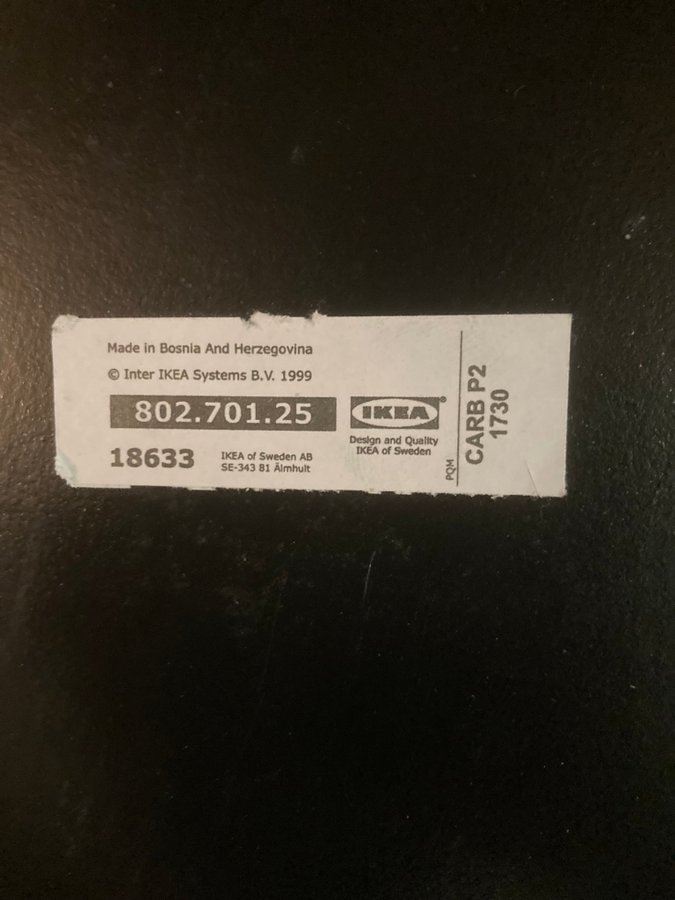 Made in Bosnia And Herzegovina
© Inter IKEA Systems B.V. 1999
802.701.25
18633
IKEA of Sweden AB
SE-343 81 Älmhult
IKEA®
Design and Quality
IKEA of Sweden
PQM
CARB P2
1730